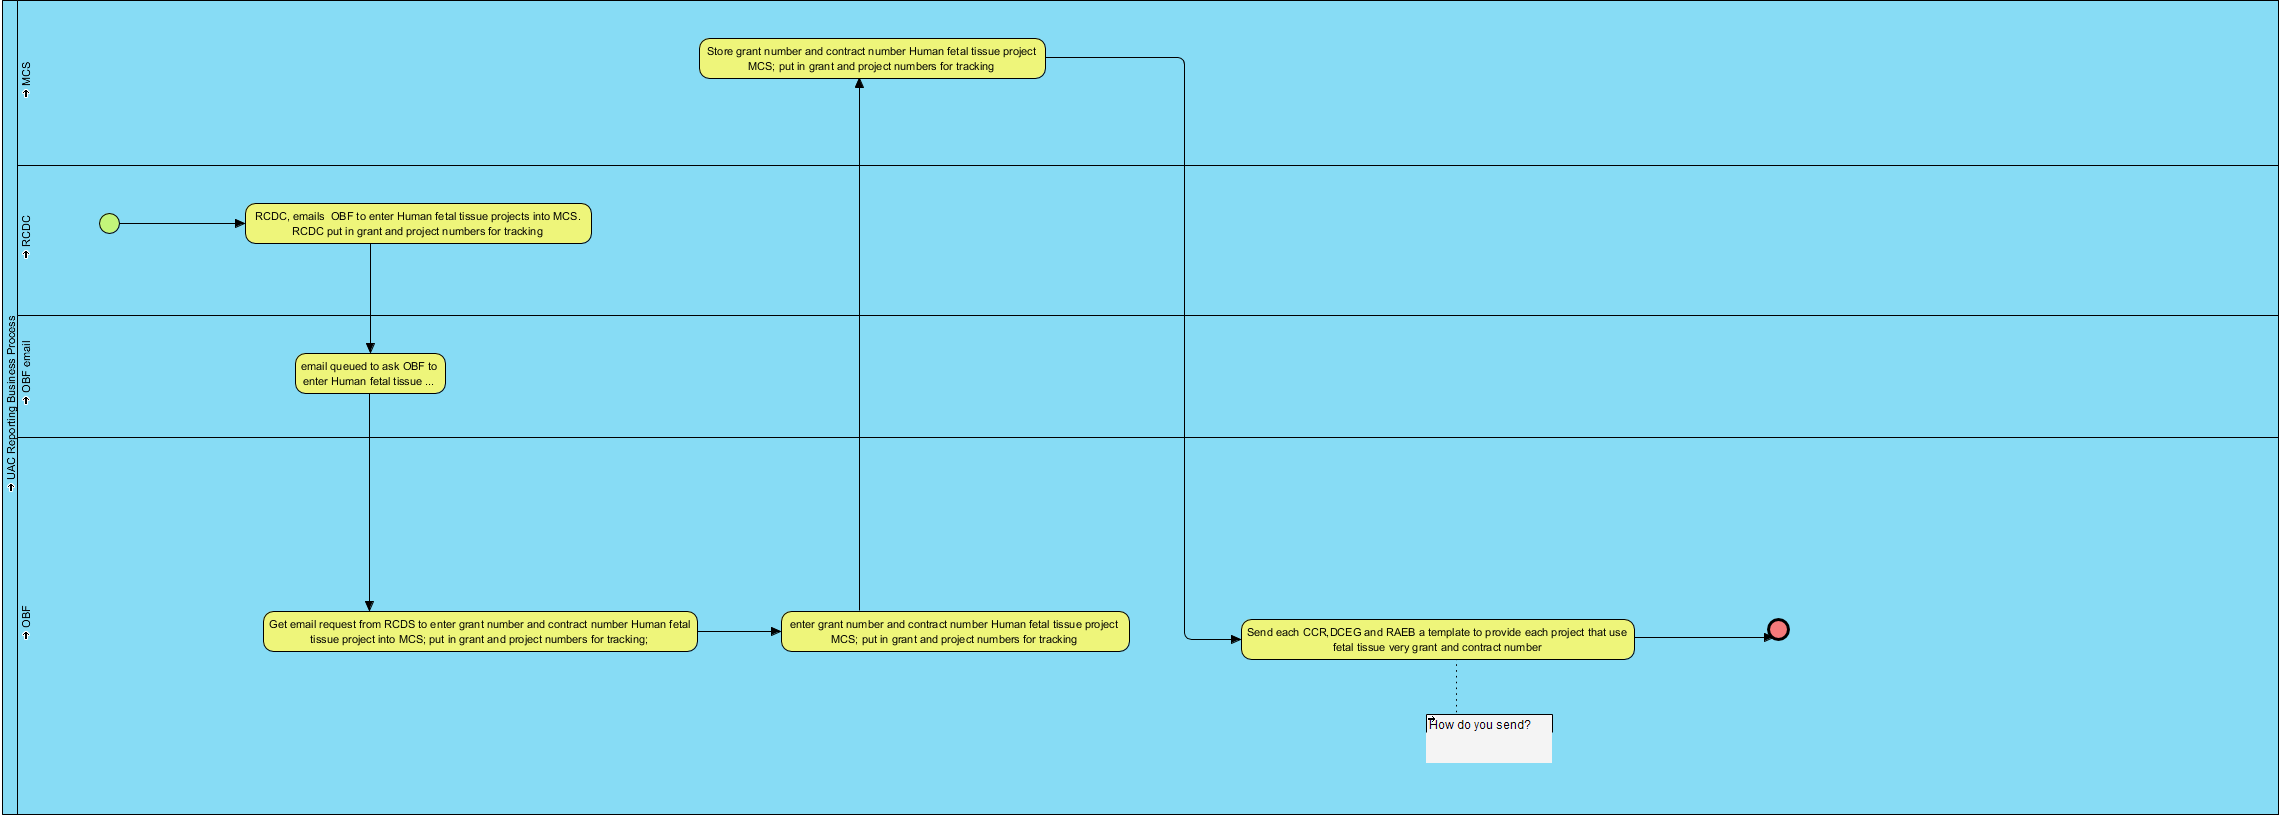 UAC Reporting Business Process
MCS
Store grant number and contract number Human fetal tissue project
MCS; put in grant and project numbers for tracking
RCDC
RCDC, emails  OBF to enter Human fetal tissue projects into MCS.
RCDC put in grant and project numbers for tracking
OBF email
email queued to ask OBF to
enter Human fetal tissue ...
OBF
Get email request from RCDS to enter grant number and contract number Human fetal
tissue project into MCS; put in grant and project numbers for tracking;
enter grant number and contract number Human fetal tissue project
MCS; put in grant and project numbers for tracking
Send each CCR,DCEG and RAEB a template to provide each project that use
fetal tissue very grant and contract number
How do you send?